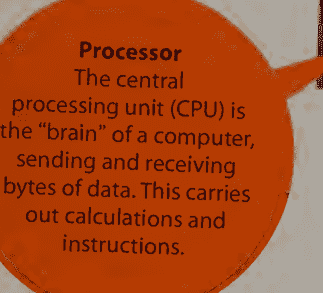 Processor
The central
processing unit (CPU) is
the “brain” of a computer,
sending and receiving
bytes of data. This carries
out calculations and
instructions.